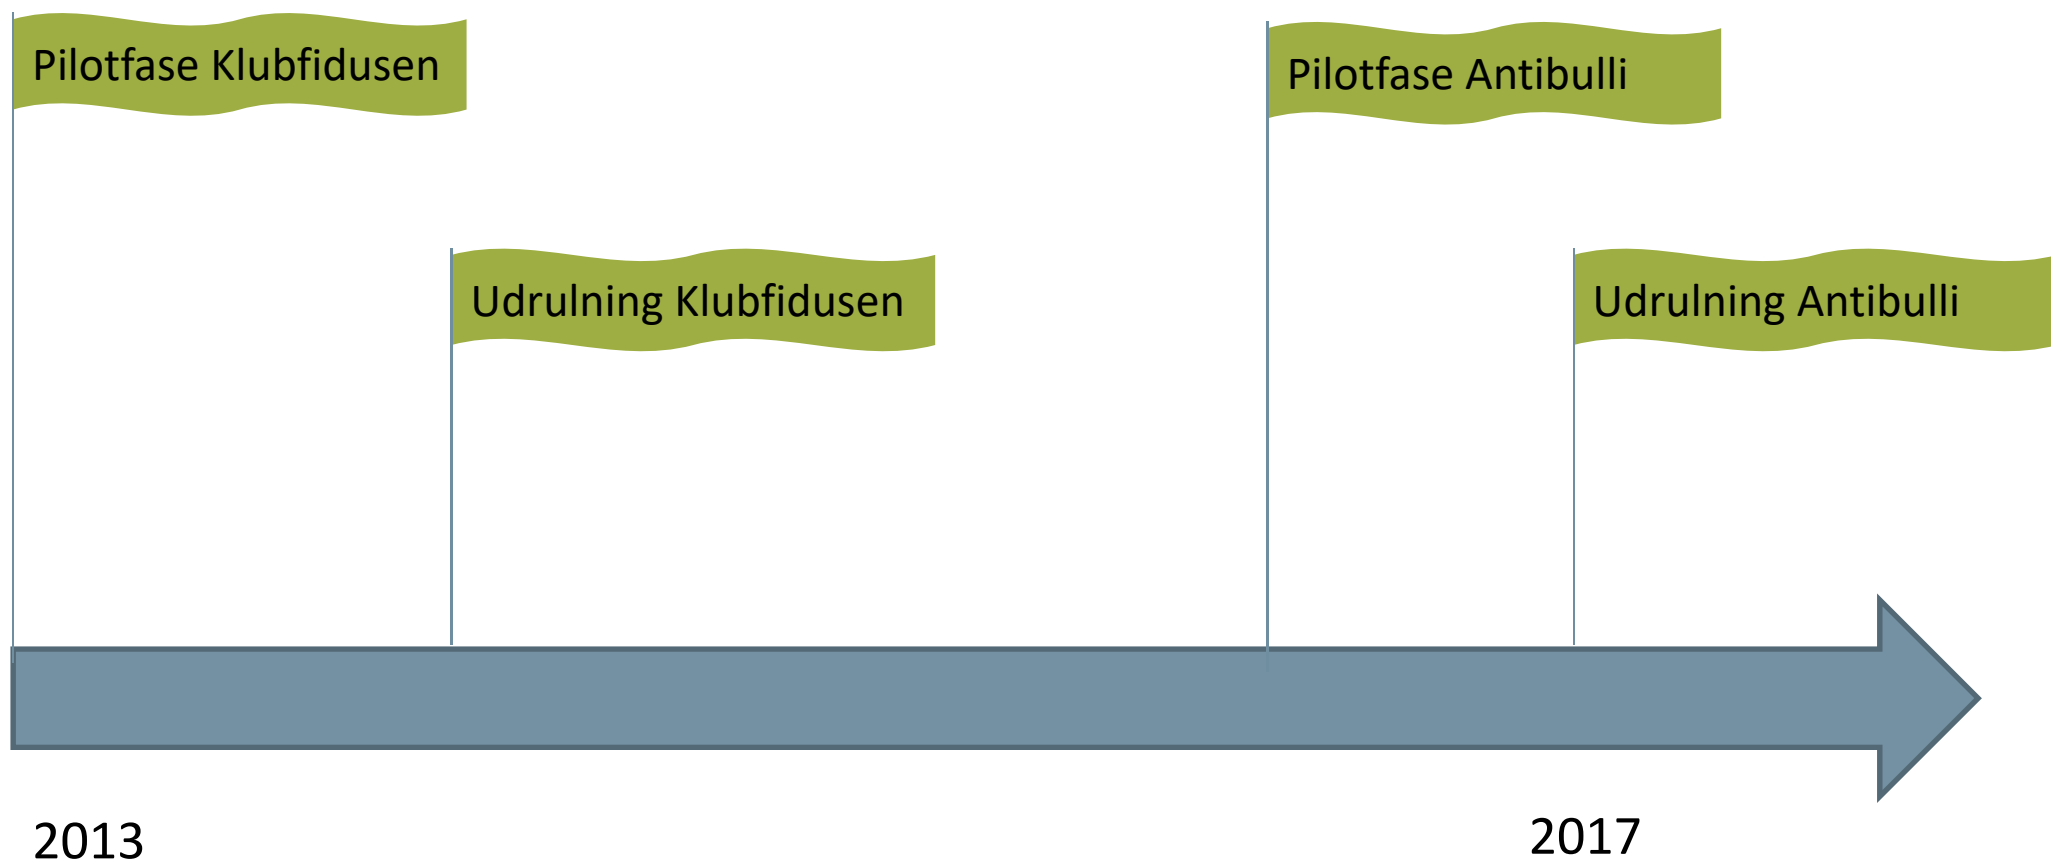 Pilotfase Klubfidusen
Pilotfase Antibulli
Udrulning Klubfidusen
Udrulning Antibulli
2013
2017